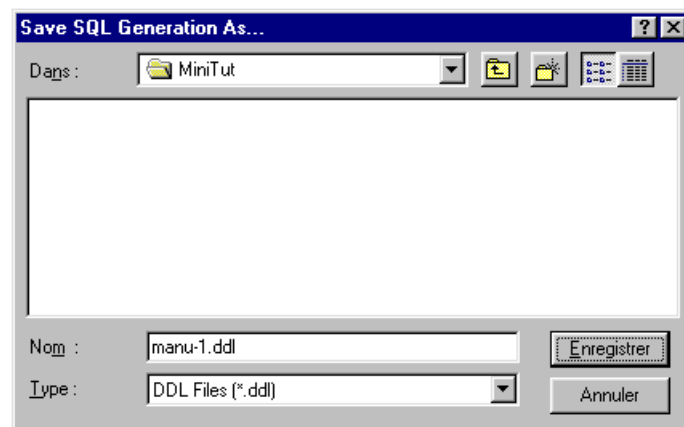 Save SQL Generation As...
Dans :
MiniTut
Nom :
manu-1.ddl
Enregistrer
Type :
DDL Files (*.ddl)
Annuler